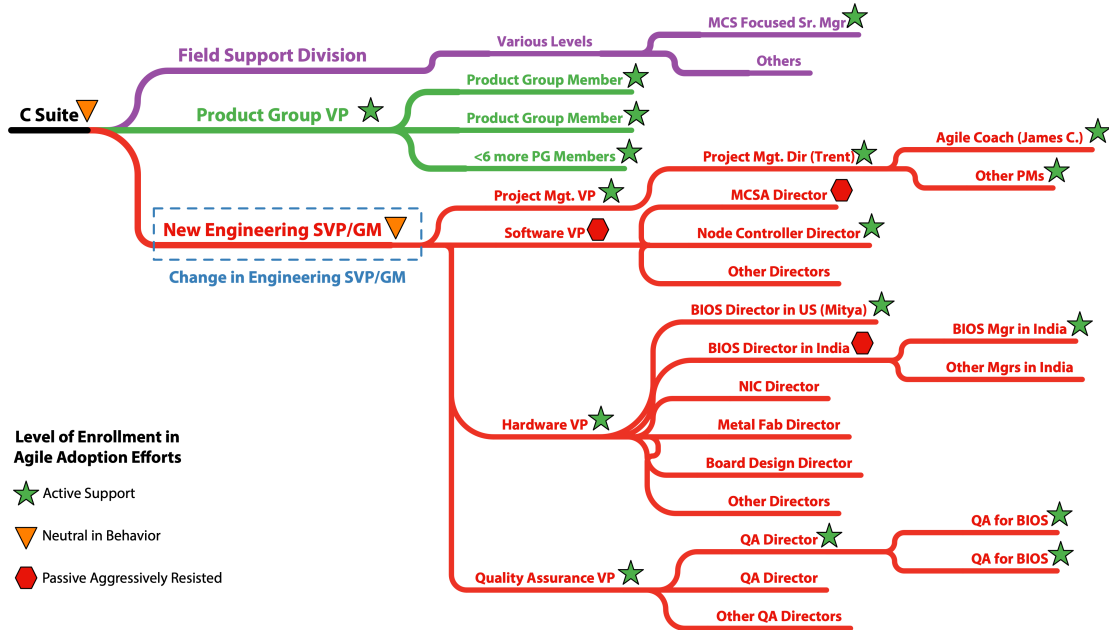 MCS Focused Sr. Mgr
Various Levels
Field Support Division
Others
Product Group Member
C Suite
Product Group VP
Product Group Member
Agile Coach (James C.)
<6 more PG Members
Project Mgt. Dir (Trent)
Other PMs
Project Mgt. VP
MCSA Director
New Engineering SVP/GM
Software VP
Node Controller Director
Change in Engineering SVP/GM
Other Directors
BIOS Director in US (Mitya)
BIOS Mgr in India
BIOS Director in India
Other Mgrs in India
NIC Director
Hardware VP
Metal Fab Director
Level of Enrollment in
Agile Adoption Efforts
Board Design Director
Active Support
Other Directors
QA for BIOS
Neutral in Behavior
QA Director
QA for BIOS
Passive Aggressively Resisted
Quality Assurance VP
QA Director
Other QA Directors